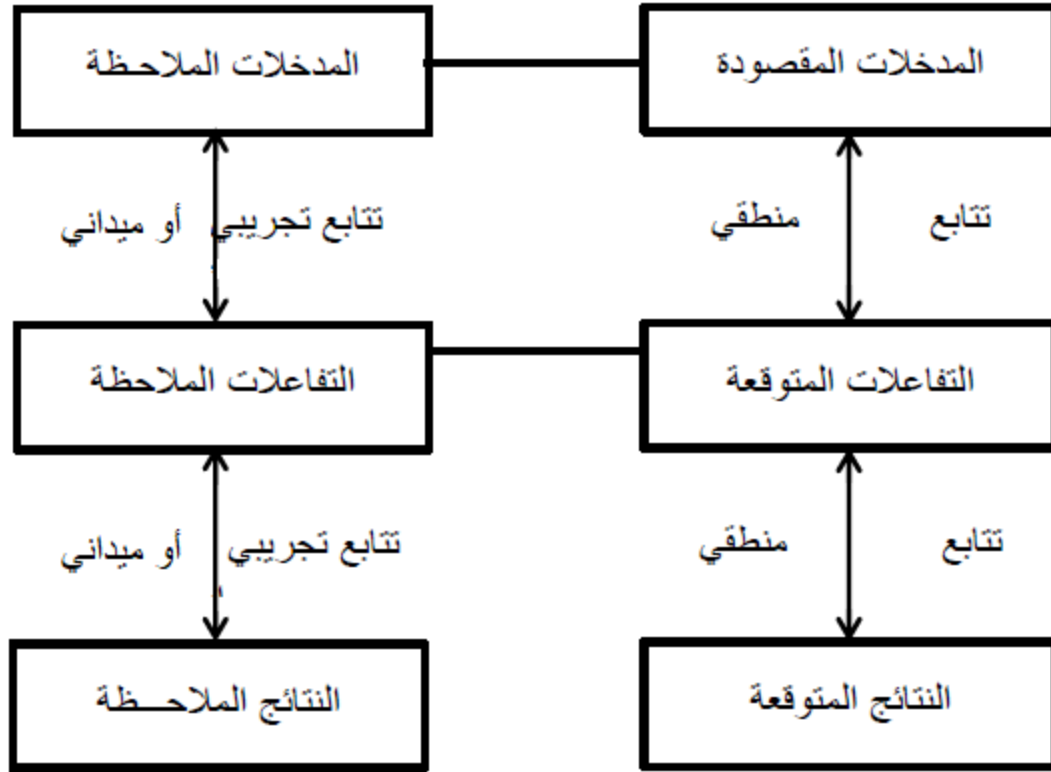 المدخلات المقصودة
المدخلات الملاحظة
تتابع منطقي
تتابع تجريبي أو ميداني
التفاعلات المتوقعة
التفاعلات الملاحظة
تتابع منطقي
تتابع تجريبي أو ميداني
النتائج المتوقعة
النتائج الملاحـــظة